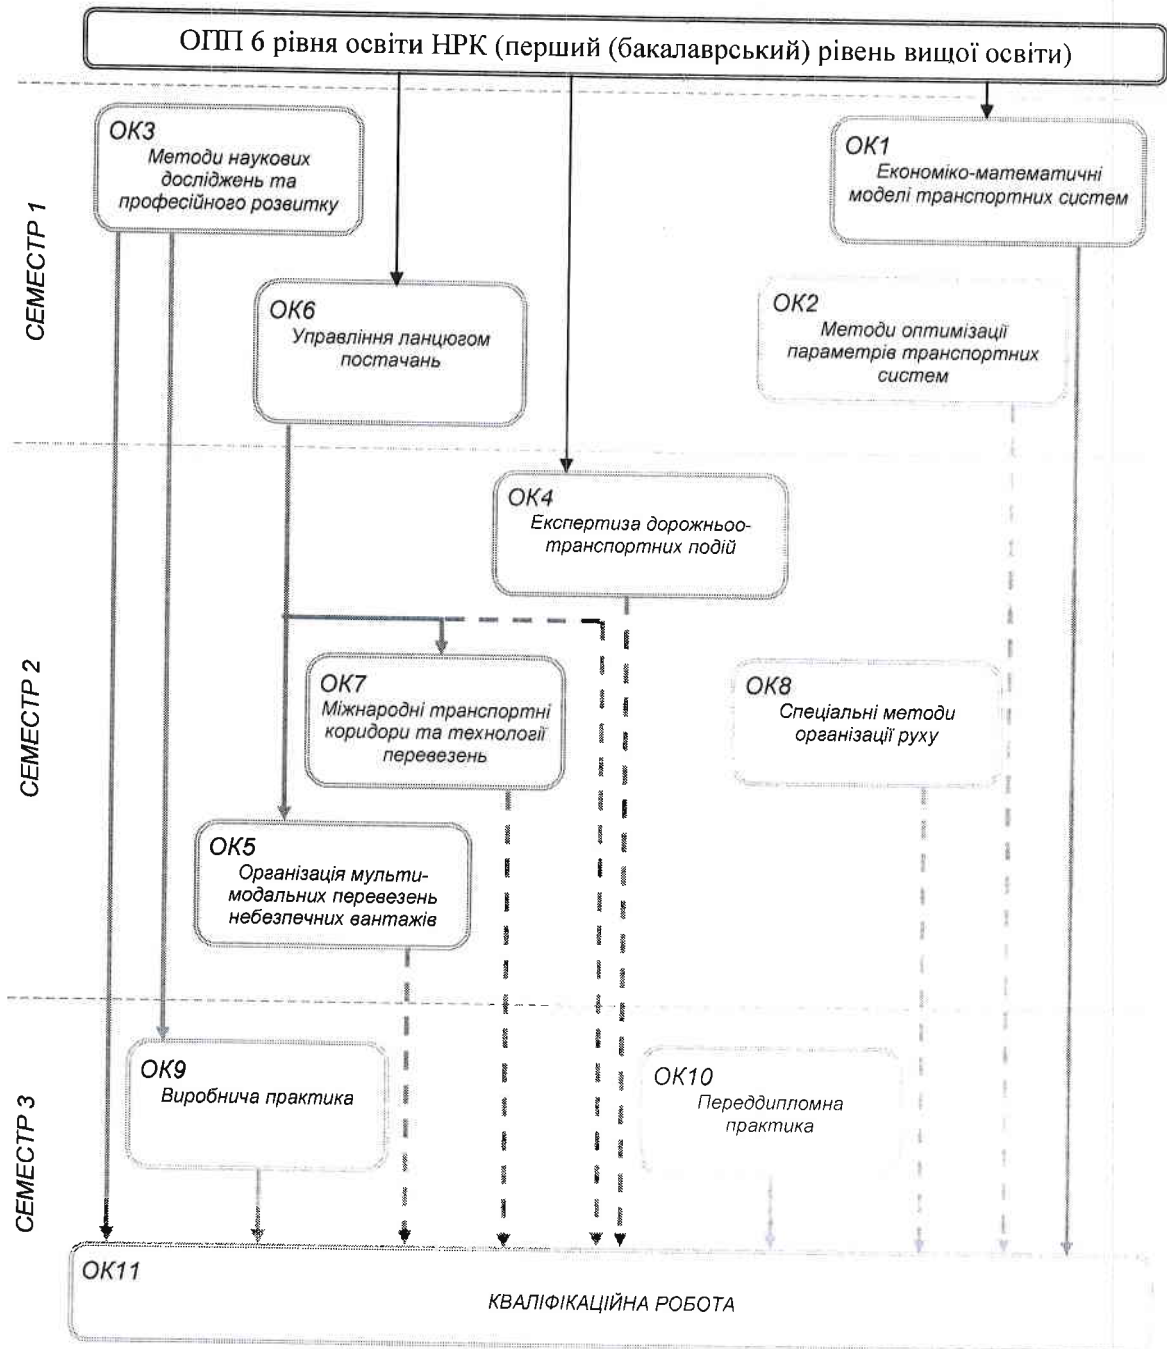 ОПП 6 рівня освіти НРК (перший (бакалаврський) рівень вищої освіти)
СЕМЕСТР 1
ОК3
Методи наукових
досліджень та
професійного розвитку
ОК1
Економіко-математичні
моделі транспортних систем
ОК6
Управління ланцюгом
постачань
ОК2
Методи оптимізації
параметрів транспортних
систем
СЕМЕСТР 2
ОК4
Експертиза дорожньоо-
транспортних подій
ОК7
Міжнародні транспортні
коридори та технології
перевезень
ОК8
Спеціальні методи
організації руху
ОК5
Організація мульти-
модальних перевезень
небезпечних вантажів
СЕМЕСТР 3
ОК9
Виробнича практика
ОК10
Переддипломна
практика
ОК11
КВАЛІФІКАЦІЙНА РОБОТА